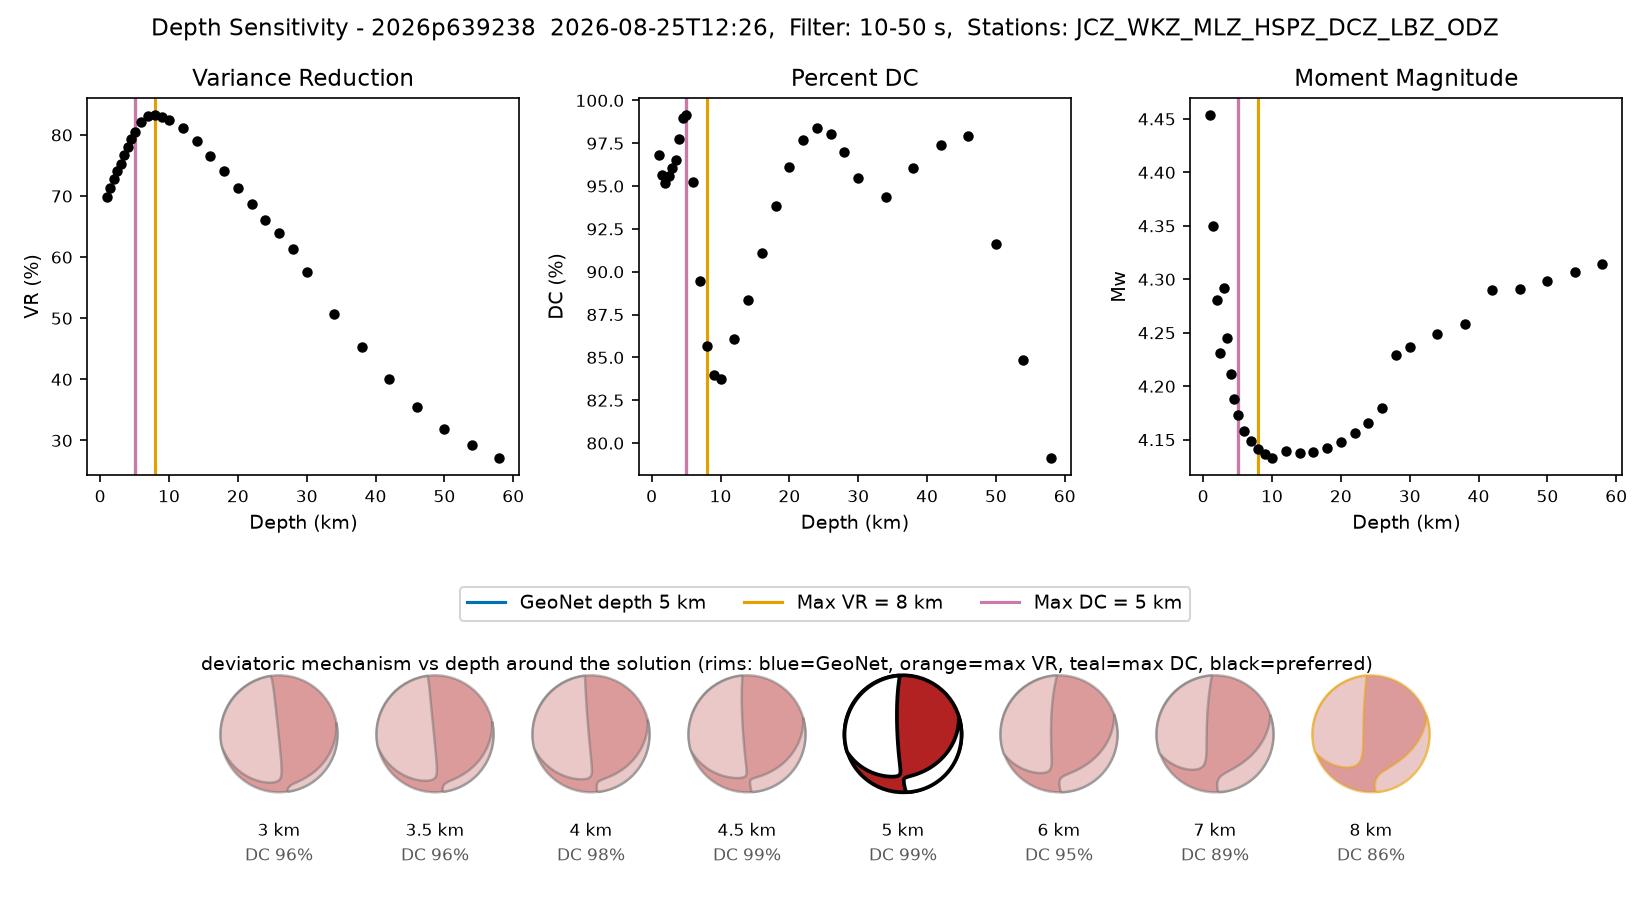 Depth Sensitivity - 2026p639238  2026-08-25T12:26,  Filter: 10-50 s,  Stations: JCZ_WKZ_MLZ_HSPZ_DCZ_LBZ_ODZ
Variance Reduction
VR (%)
80
70
60
50
40
30
0 10 20 30 40 50 60
Depth (km)
Percent DC
DC (%)
100.0
97.5
95.0
92.5
90.0
87.5
85.0
82.5
80.0
0 10 20 30 40 50 60
Depth (km)
Moment Magnitude
Mw
4.45
4.40
4.35
4.30
4.25
4.20
4.15
0 10 20 30 40 50 60
Depth (km)
GeoNet depth 5 km Max VR = 8 km Max DC = 5 km
deviatoric mechanism vs depth around the solution (rims: blue=GeoNet, orange=max VR, teal=max DC, black=preferred)
3 km 3.5 km 4 km 4.5 km 5 km 6 km 7 km 8 km
DC 96% DC 96% DC 98% DC 99% DC 99% DC 95% DC 89% DC 86%